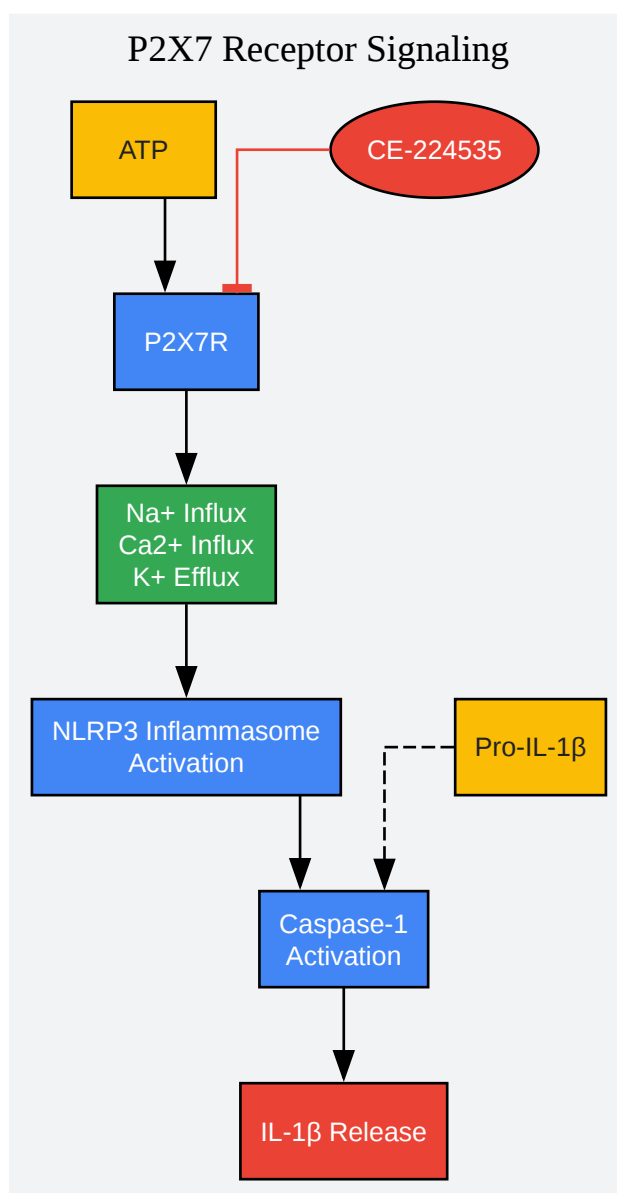 P2X7 Receptor Signaling
ATP
CE-224535
P2X7R
Na+ Influx
Ca2+ Influx
K+ Efflux
NLRP3 Inflammasome
Activation
Pro-IL-1β
Caspase-1
Activation
IL-1β Release